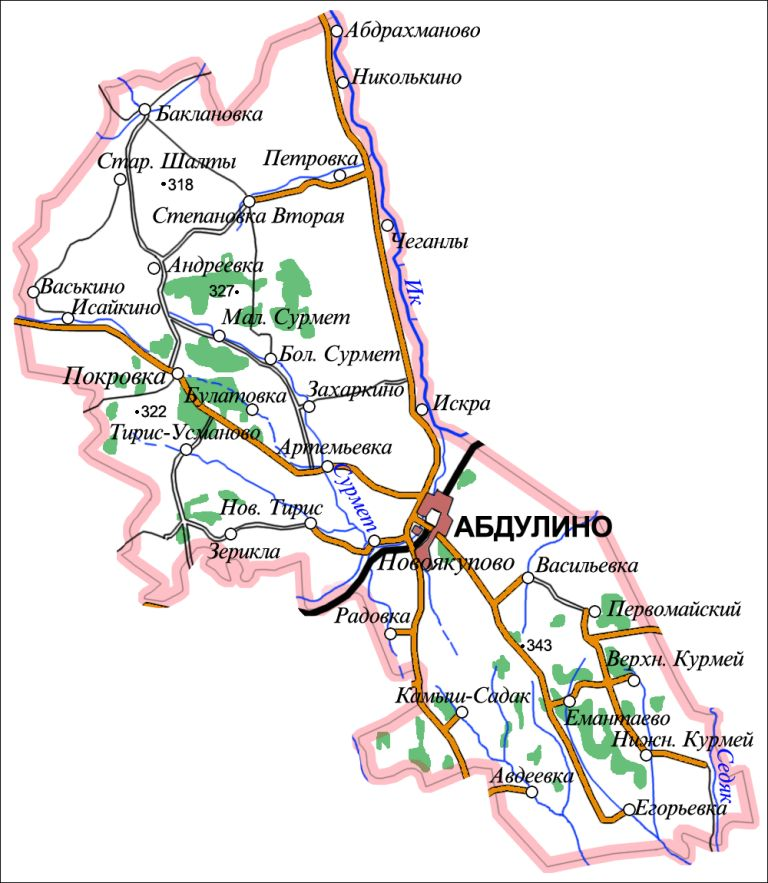 Абдрахманово
Николькино
Баклановка
Стар. Шалты
Петровка
318
Степановка Вторая
Чеганлы
Андреевка
Васькино
327
Ик
Исайкино
Мал. Сурмет
Бол. Сурмет
Покровка
Булатовка
Захаркино
322
Искра
Тирис-Усманово
Артемьевка
Сурмет
Нов. Тирис
АБДУЛИНО
Зерикла
Новоякупово
Васильевка
Радовка
Первомайский
343
Верхн. Курмей
Камыш-Садак
Емантаево
Нижн. Курмей
Седяк
Авдеевка
Егорьевка